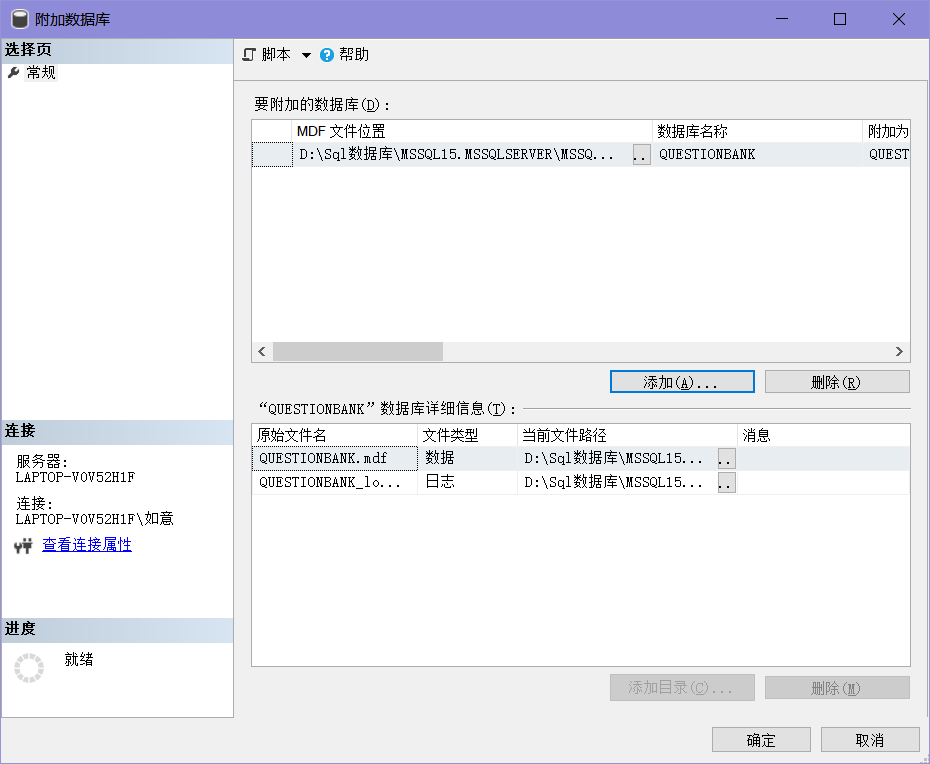 附加数据库
选择页
常规
脚本 帮助
要附加的数据库(D):
MDF 文件位置 数据库名称 附加为
D:\Sql数据库\MSSQL15.MSSQLSERVER\MSSQ... .. QUESTIONBANK QUEST
添加(A)... 删除(R)
“QUESTIONBANK”数据库详细信息(T):
原始文件名 文件类型 当前文件路径 消息
QUESTIONBANK.mdf 数据 D:\Sql数据库\MSSQL15... ..
QUESTIONBANK_lo... 日志 D:\Sql数据库\MSSQL15... ..
连接
服务器:
LAPTOP-V0V52H1F
连接:
LAPTOP-V0V52H1F\如意
查看连接属性
进度
就绪
添加目录(C)... 删除(M)
确定 取消